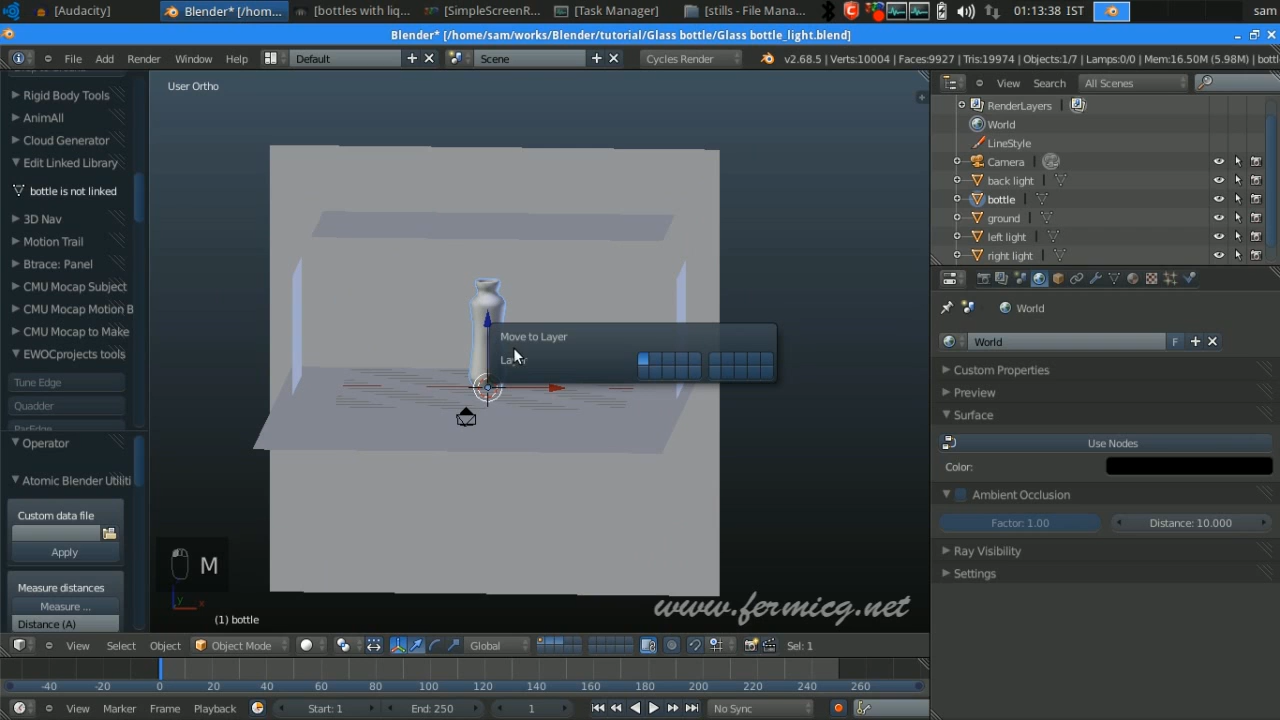 [Audacity]
Blender* [/hom...
[bottles with liq...
[SimpleScreenR...
[Task Manager]
[stills - File Mana...
01:13:38 IST
sam
Blender* [/home/sam/works/Blender/tutorial/Glass bottle/Glass bottle_light.blend]
File Add Render Window Help Default Scene Cycles Render
v2.68.5 | Verts:10004 | Faces:9927 | Tris:19974 | Objects:1/7 | Lamps:0/0 | Mem:16.50M (5.98M) | bottl
Rigid Body Tools
AnimAll
Cloud Generator
Edit Linked Library
bottle is not linked
3D Nav
Motion Trail
Btrace: Panel
CMU Mocap Subject
CMU Mocap Motion B
CMU Mocap to Make
EWOCprojects tools
Tune Edge
Quadder
Operator
Atomic Blender Utiliti
Custom data file
Apply
Measure distances
Measure ...
Distance (A)
User Ortho
Move to Layer
M
y
x
(1) bottle
www.fermicg.net
View Search All Scenes
RenderLayers
World
LineStyle
Camera
back light
bottle
ground
left light
right light
World
World F
Custom Properties
Preview
Surface
Use Nodes
Color:
Ambient Occlusion
Factor: 1.00
Distance: 10.000
Ray Visibility
Settings
View Select Object Object Mode Global Sel: 1
-40 -20 0 20 40 60 80 100 120 140 160 180 200 220 240 260
View Marker Frame Playback Start: 1 End: 250 1 No Sync